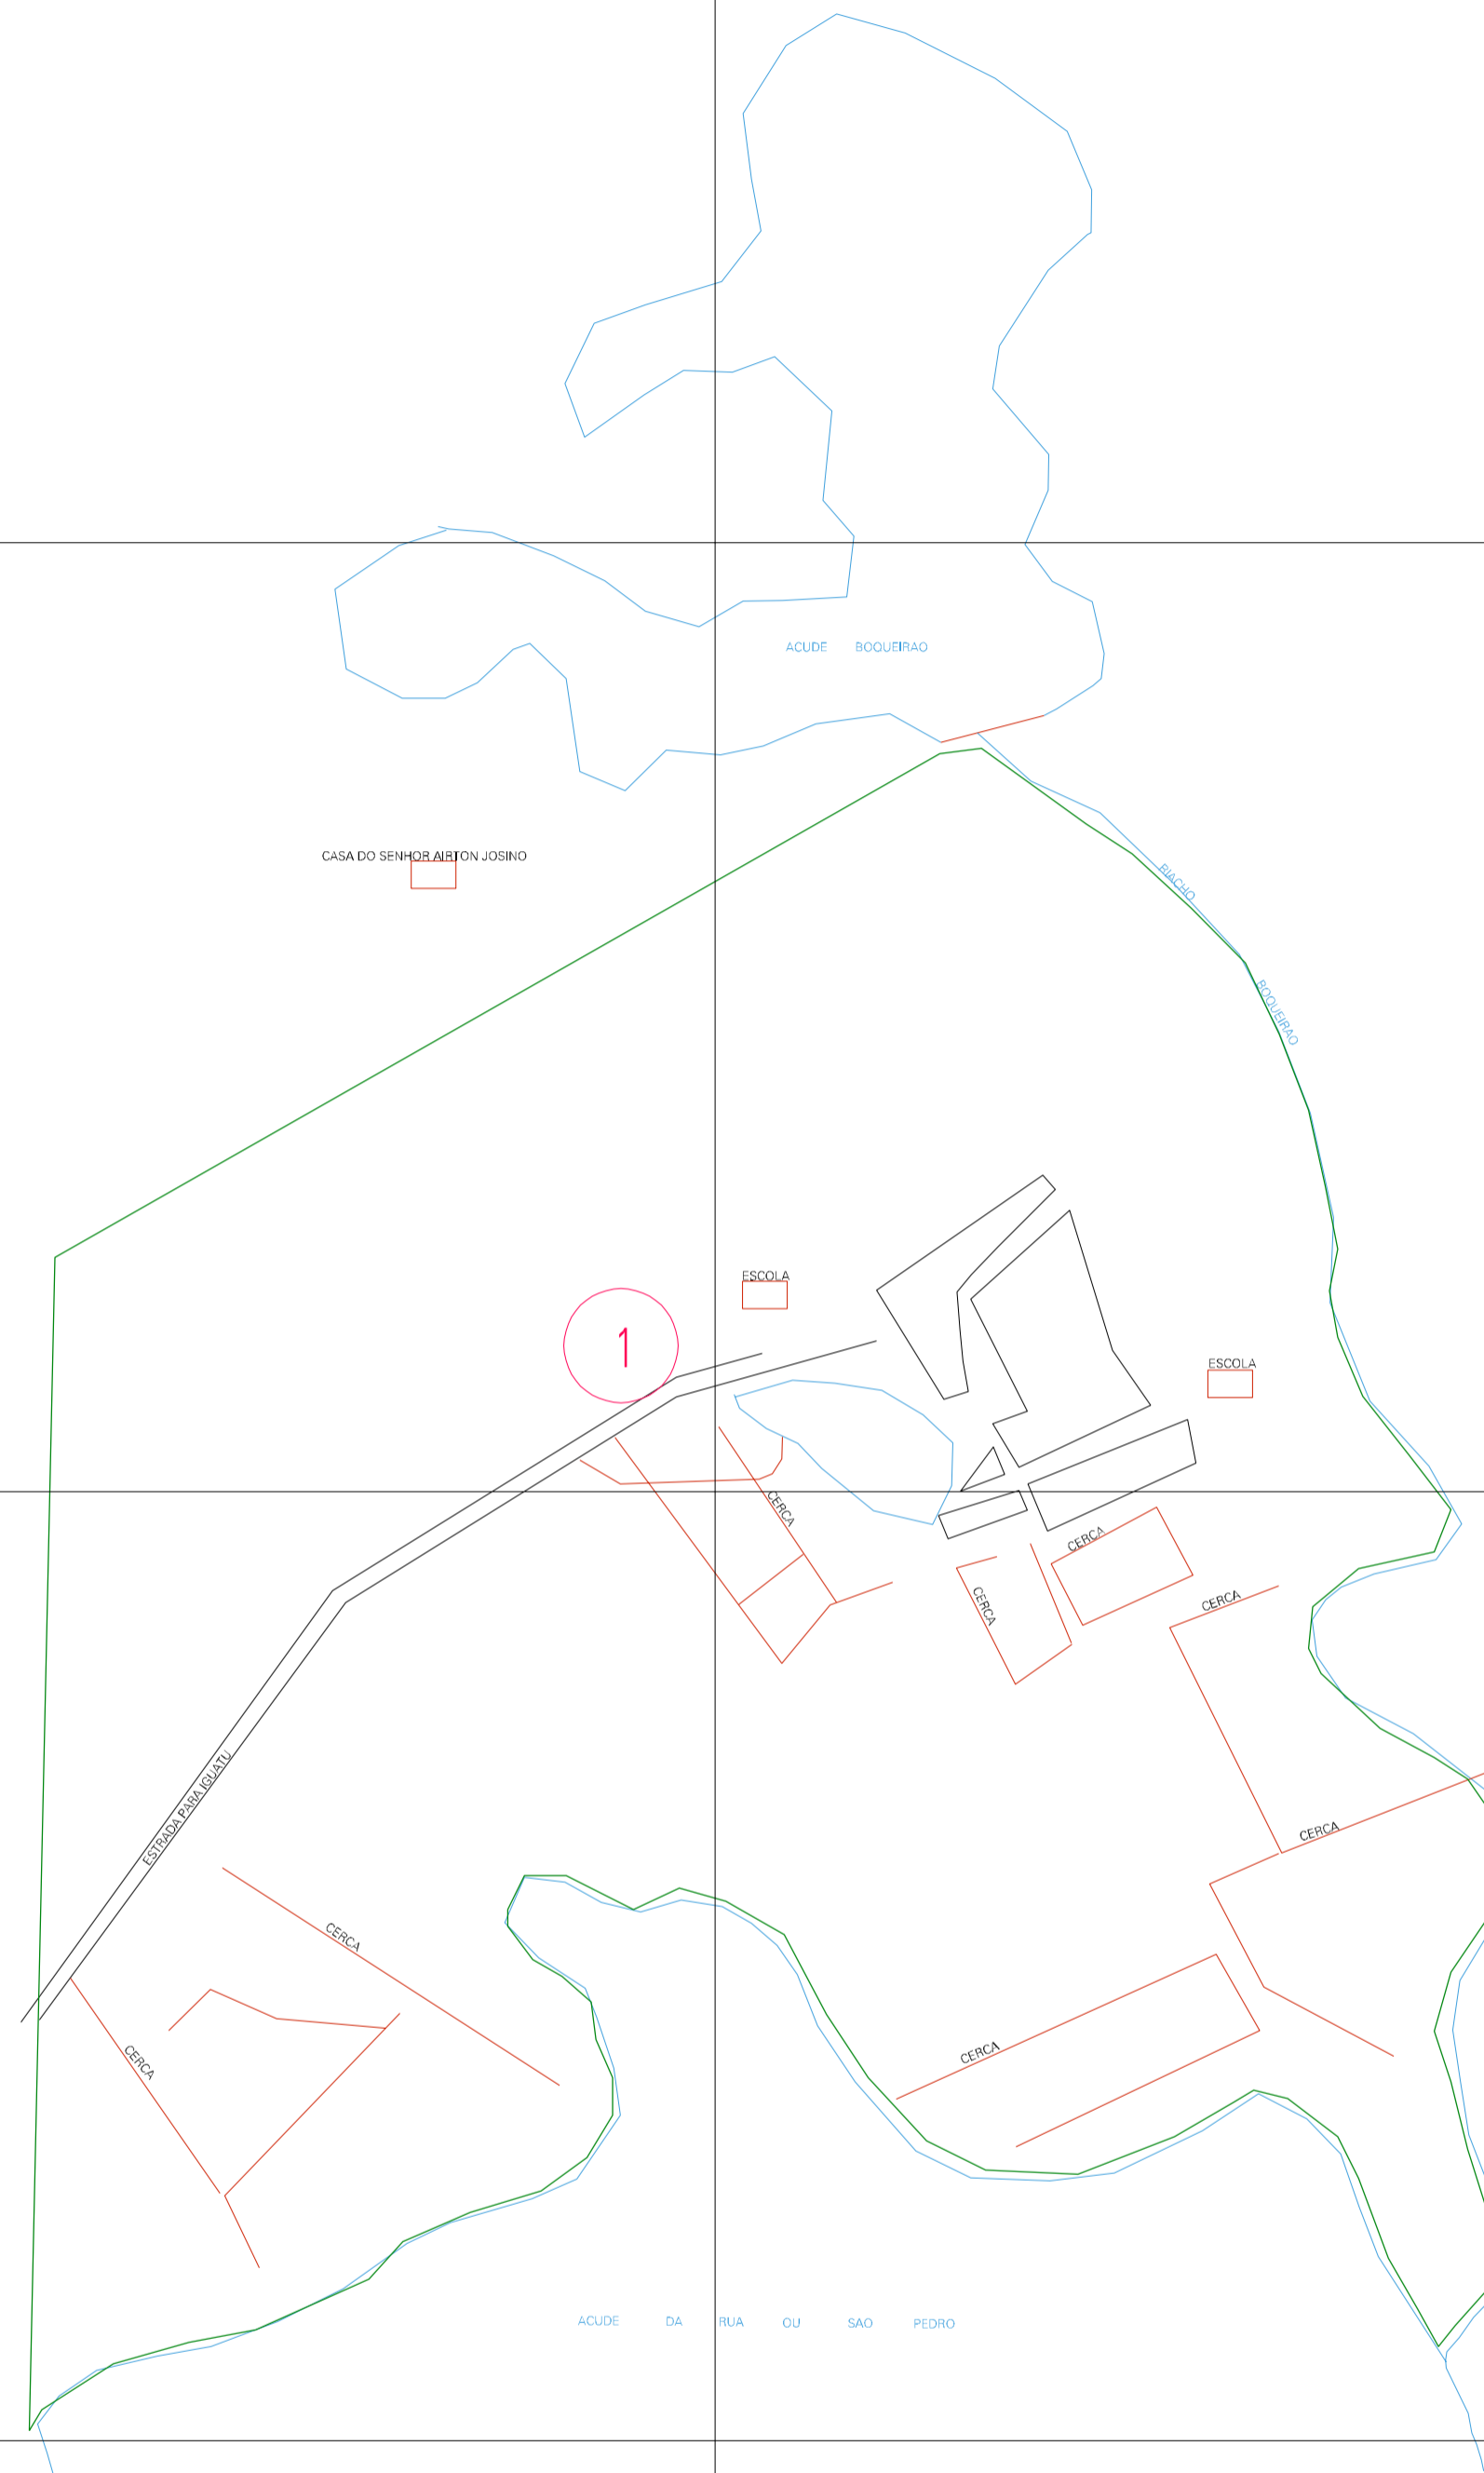 ACUDE BOQUEIRAO
CASA DO SENHOR AIRTON JOSINO
RIACHO
BOQUEIRAO
ESCOLA
1
ESCOLA
CERCA
CERCA
CERCA
CERCA
ESTRADA PARA IGUATU
CERCA
CERCA
CERCA
CERCA
ACUDE DA RUA OU SAO PEDRO